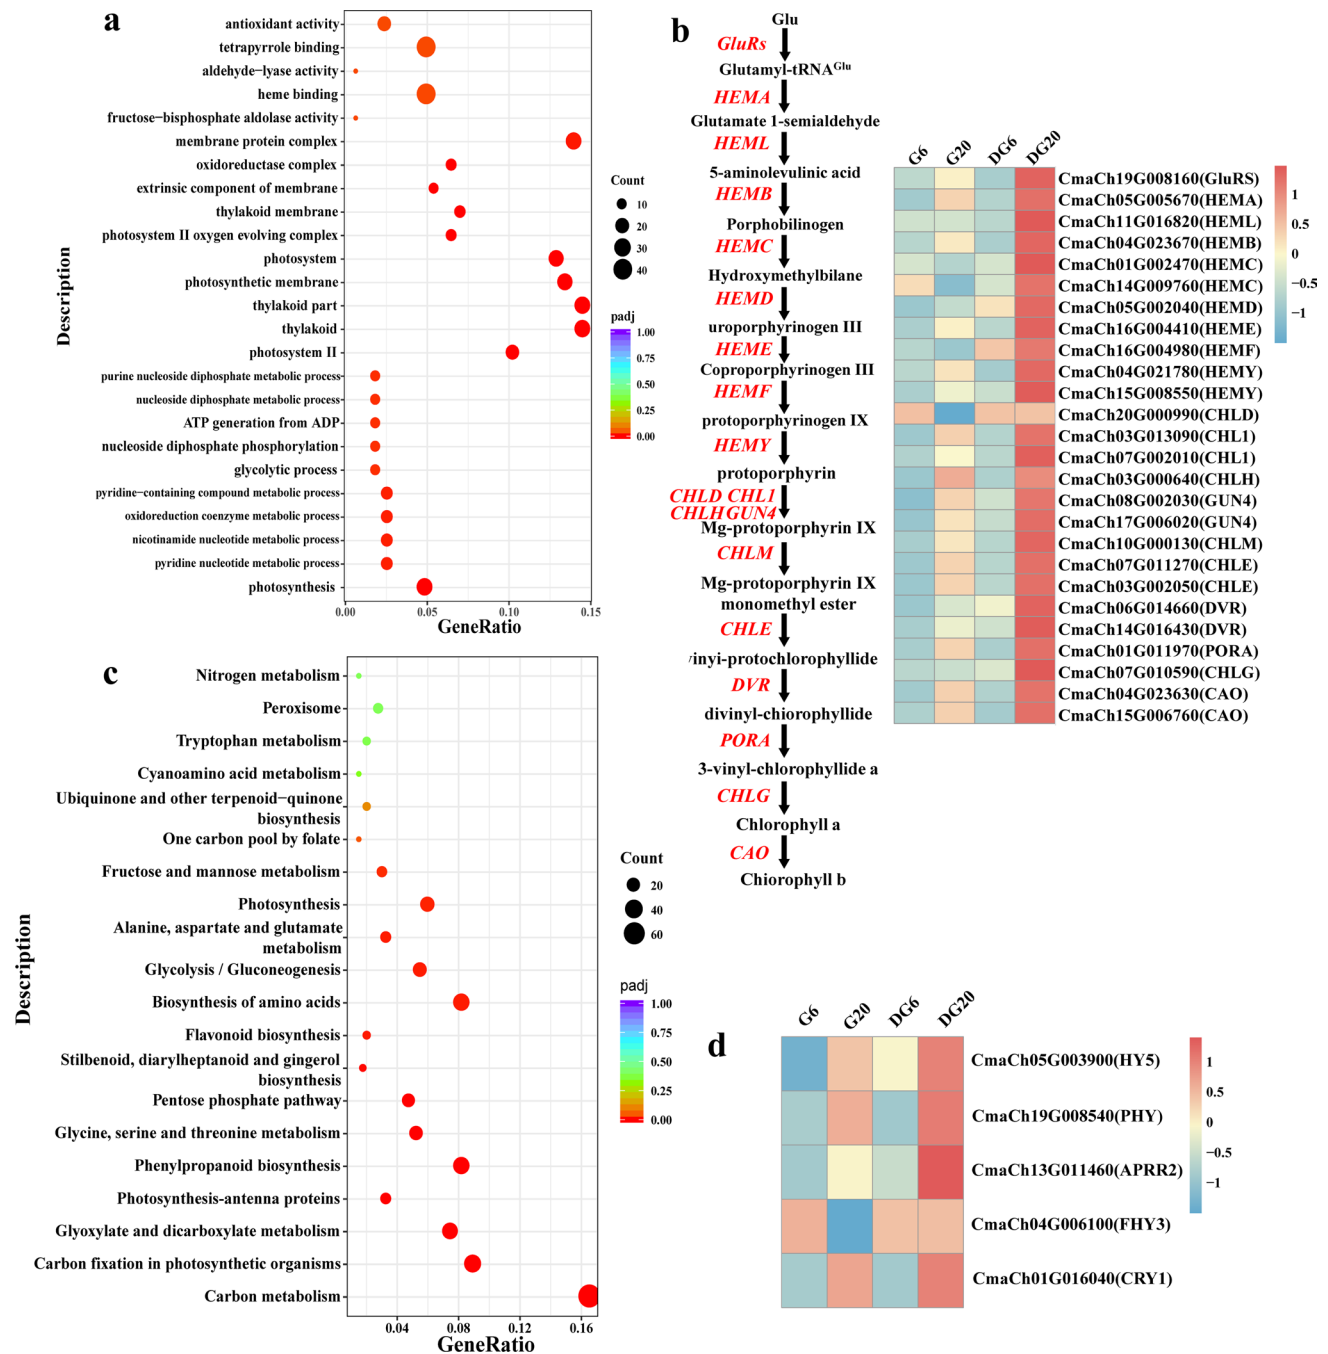 a
antioxidant activity
tetrapyrrole binding
aldehyde−lyase activity
heme binding
fructose−bisphosphate aldolase activity
membrane protein complex
oxidoreductase complex
extrinsic component of membrane
thylakoid membrane
photosystem II oxygen evolving complex
photosystem
photosynthetic membrane
thylakoid part
thylakoid
photosystem II
purine nucleoside diphosphate metabolic process
nucleoside diphosphate metabolic process
ATP generation from ADP
nucleoside diphosphate phosphorylation
glycolytic process
pyridine−containing compound metabolic process
oxidoreduction coenzyme metabolic process
nicotinamide nucleotide metabolic process
pyridine nucleotide metabolic process
photosynthesis
Description
0.00 0.05 0.10 0.15
GeneRatio
Count
10
20
30
40
padj
1.00
0.75
0.50
0.25
0.00
b
Glu
GluRs
Glutamyl-tRNAGlu
HEMA
Glutamate 1-semialdehyde
HEML
5-aminolevulinic acid
HEMB
Porphobilinogen
HEMC
Hydroxymethylbilane
HEMD
uroporphyrinogen III
HEME
Coproporphyrinogen III
HEMF
protoporphyrinogen IX
HEMY
protoporphyrin
CHLD CHL1
CHLH GUN4
Mg-protoporphyrin IX
CHLM
Mg-protoporphyrin IX
monomethyl ester
CHLE
vinyi-protochlorophyllide
DVR
divinyl-chiorophyllide
PORA
3-vinyl-chlorophyllide a
CHLG
Chlorophyll a
CAO
Chiorophyll b
G6 G20 DG6 DG20
CmaCh19G008160(GluRS)
CmaCh05G005670(HEMA)
CmaCh11G016820(HEML)
CmaCh04G023670(HEMB)
CmaCh01G002470(HEMC)
CmaCh14G009760(HEMC)
CmaCh05G002040(HEMD)
CmaCh16G004410(HEME)
CmaCh16G004980(HEMF)
CmaCh04G021780(HEMY)
CmaCh15G008550(HEMY)
CmaCh20G000990(CHLD)
CmaCh03G013090(CHL1)
CmaCh07G002010(CHL1)
CmaCh03G000640(CHLH)
CmaCh08G002030(GUN4)
CmaCh17G006020(GUN4)
CmaCh10G000130(CHLM)
CmaCh07G011270(CHLE)
CmaCh03G002050(CHLE)
CmaCh06G014660(DVR)
CmaCh14G016430(DVR)
CmaCh01G011970(PORA)
CmaCh07G010590(CHLG)
CmaCh04G023630(CAO)
CmaCh15G006760(CAO)
1
0.5
0
−0.5
−1
c
Nitrogen metabolism
Peroxisome
Tryptophan metabolism
Cyanoamino acid metabolism
Ubiquinone and other terpenoid−quinone
biosynthesis
One carbon pool by folate
Fructose and mannose metabolism
Photosynthesis
Alanine, aspartate and glutamate
metabolism
Glycolysis / Gluconeogenesis
Biosynthesis of amino acids
Flavonoid biosynthesis
Stilbenoid, diarylheptanoid and gingerol
biosynthesis
Pentose phosphate pathway
Glycine, serine and threonine metabolism
Phenylpropanoid biosynthesis
Photosynthesis-antenna proteins
Glyoxylate and dicarboxylate metabolism
Carbon fixation in photosynthetic organisms
Carbon metabolism
Description
0.04 0.08 0.12 0.16
GeneRatio
Count
20
40
60
padj
1.00
0.75
0.50
0.25
0.00
d
G6 G20 DG6 DG20
CmaCh05G003900(HY5)
CmaCh19G008540(PHY)
CmaCh13G011460(APRR2)
CmaCh04G006100(FHY3)
CmaCh01G016040(CRY1)
1
0.5
0
−0.5
−1